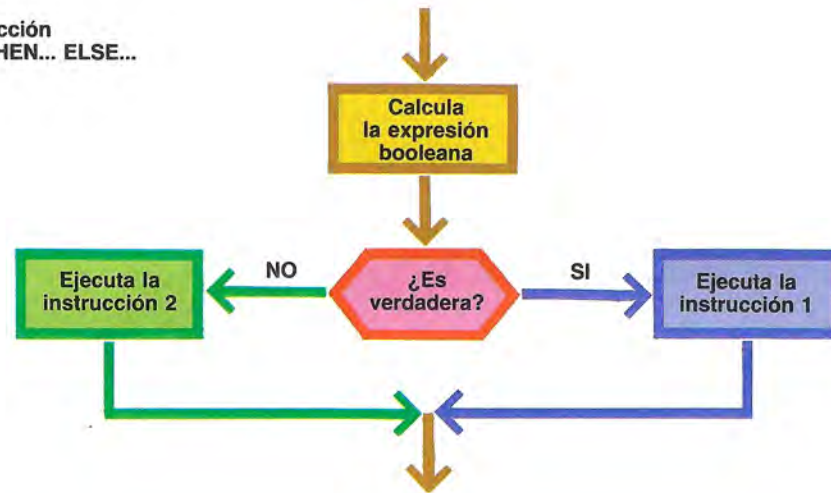 cción
HEN... ELSE...
Calcula
la expresión
booleana
NO
¿Es
verdadera?
SI
Ejecuta la
instrucción 2
Ejecuta la
instrucción 1